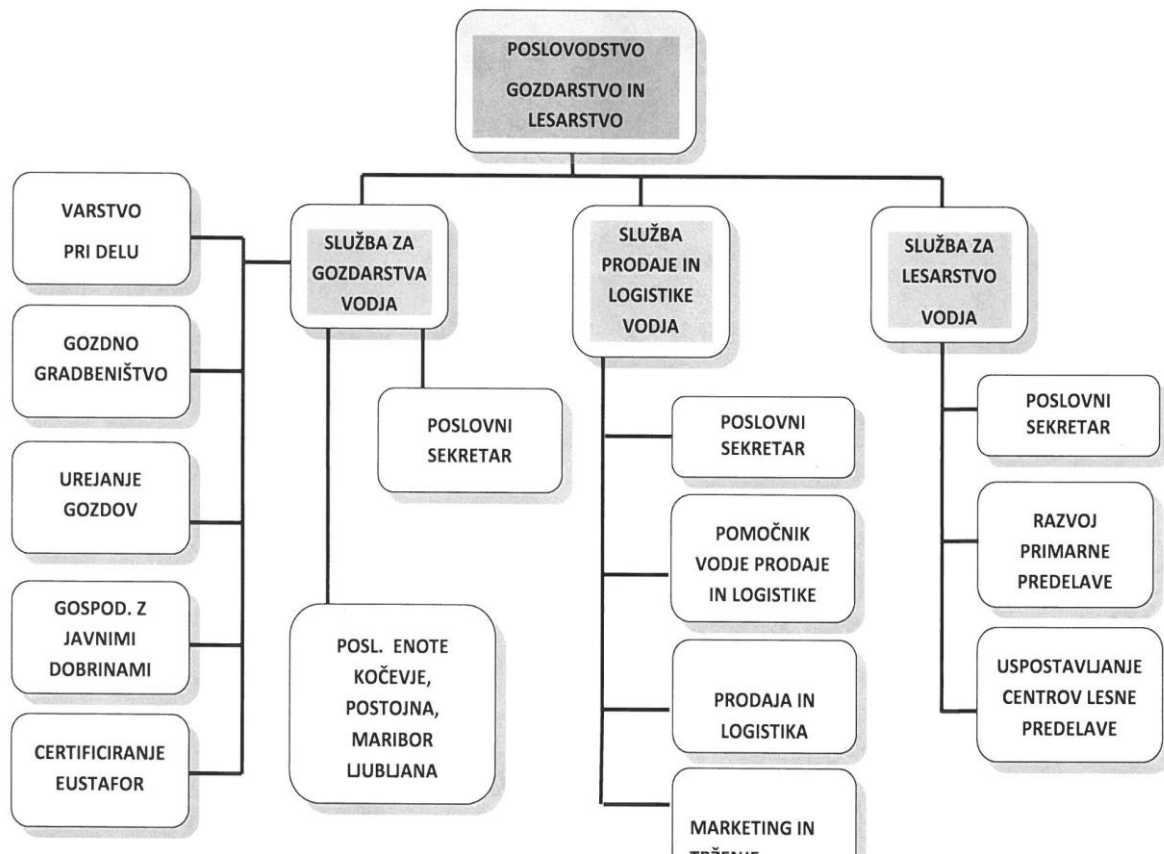 POSLOVODSTVO
GOZDARSTVO IN
LESARSTVO
VARSTVO
PRI DELU
GOZDNO
GRADBENIŠTVO
UREJANJE
GOZDOV
GOSPOD. Z
JAVNIMI
DOBRINAMI
CERTIFICIRANJE
EUSTAFOR
SLUŽBA ZA
GOZDARSTVA
VODJA
POSLOVNI
SEKRETAR
POSL. ENOTE
KOČEVJE,
POSTOJNA,
MARIBOR
LJUBLJANA
SLUŽBA
PRODAJE IN
LOGISTIKE
VODJA
POSLOVNI
SEKRETAR
POMOČNIK
VODJE PRODAJE
IN LOGISTIKE
PRODAJA IN
LOGISTIKA
MARKETING IN
TRŽENJE
SLUŽBA ZA
LESARSTVO
VODJA
POSLOVNI
SEKRETAR
RAZVOJ
PRIMARNE
PREDELAVE
USPOSTAVLJANJE
CENTROV LESNE
PREDELAVE